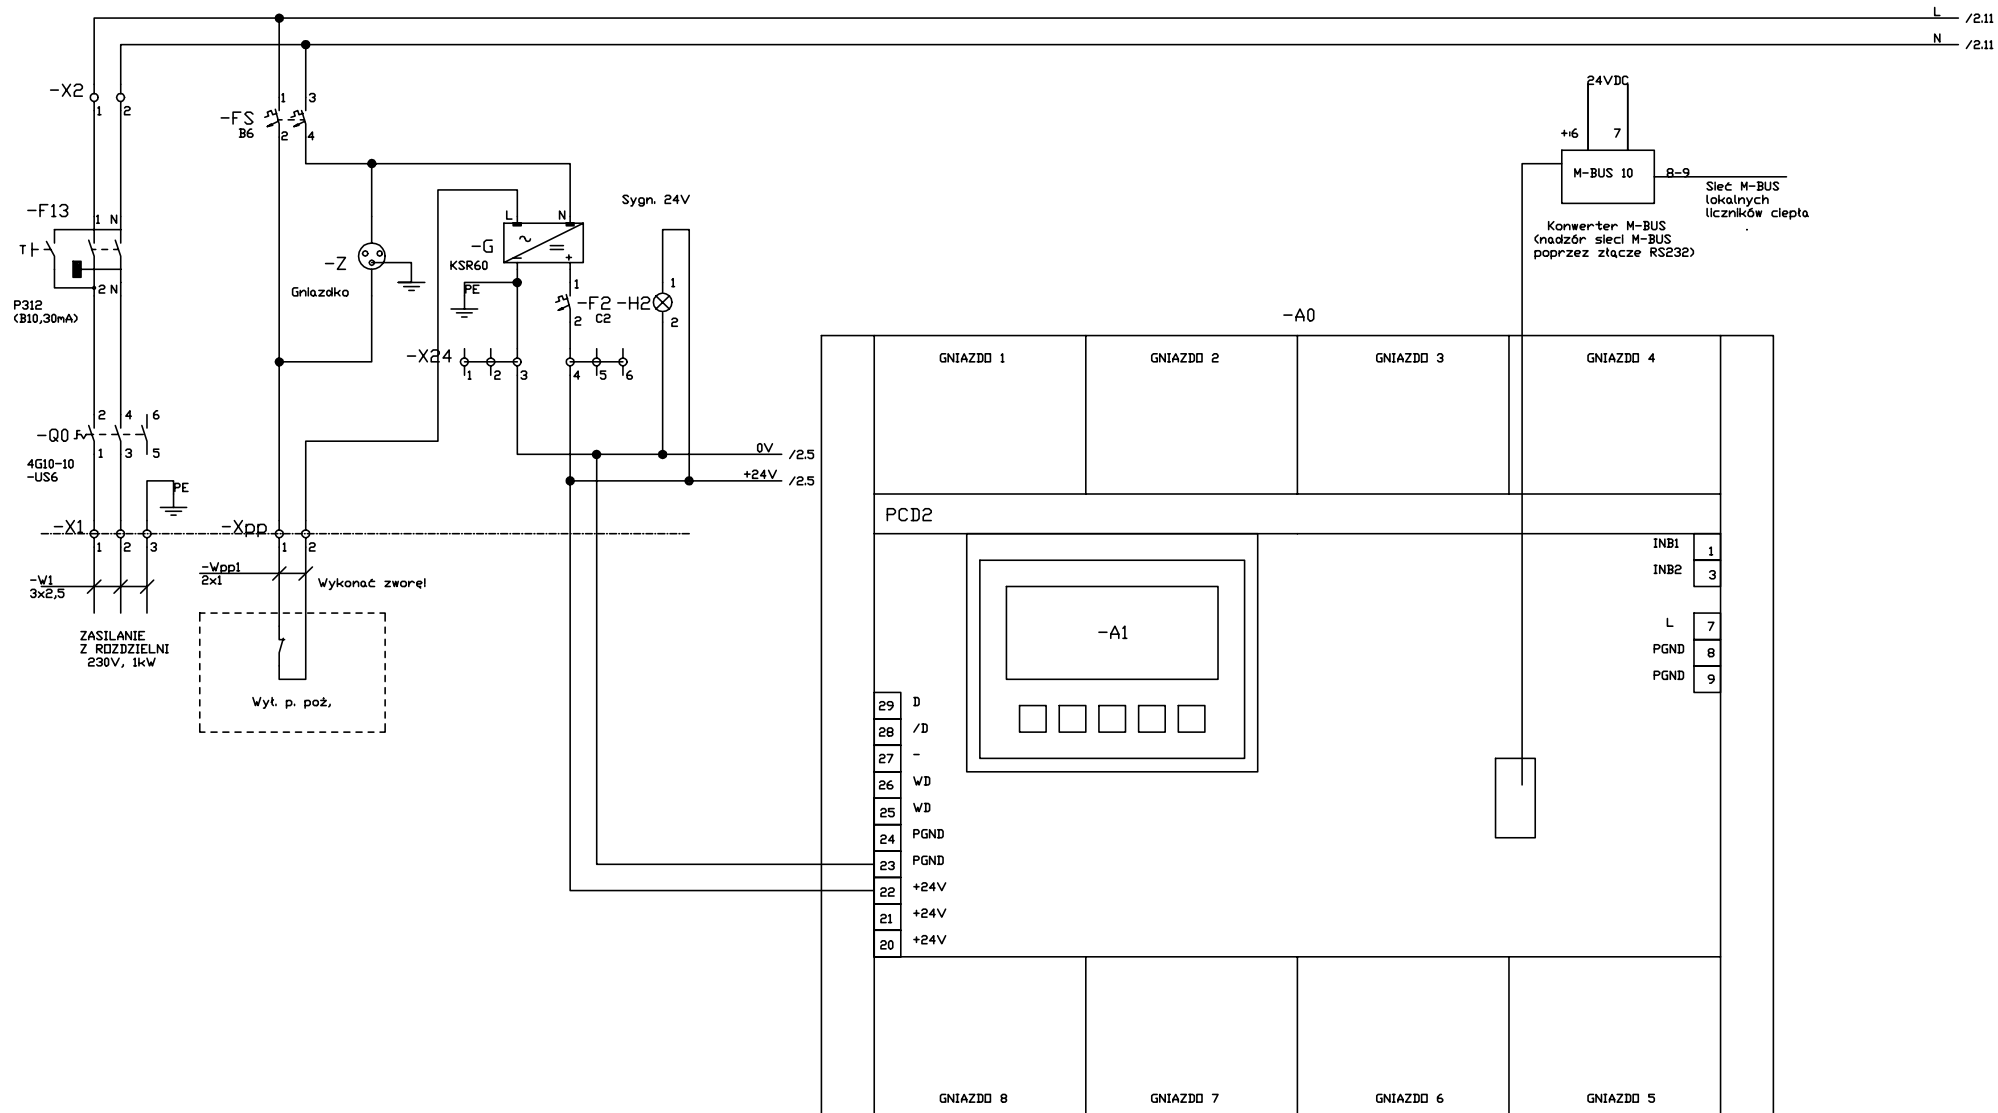 L /2.11
N /2.11
-X2
1 2
-FS
B6
1 3
2 4
24VDC
+16 7
M-BUS 10
8-9
Sieć M-BUS
lokalnych
liczników ciepła
.
Konwerter M-BUS
(nadzór sieci M-BUS
poprzez złącze RS232)
-F13
1 N
T
2 N
P312
(B10,30mA)
-Z
Gniazdko
L N
-G
KSR60
~ =
- +
PE
Sygn. 24V
1
-F2
C2
2
-H2
1
2
-X24
1 2 3 4 5 6
-Q0
4G10-10
-US6
2 4 6
1 3 5
PE
0V /2.5
+24V /2.5
-X1
1 2 3
-Xpp
1 2
-W1
3x2,5
-Wpp1
2x1
Wykonać zworę!
ZASILANIE
Z ROZDZIELNI
230V, 1kW
Wył. p. poż,
-A0
GNIAZDO 1 GNIAZDO 2 GNIAZDO 3 GNIAZDO 4
PCD2
-A1
INB1 1
INB2 3
L 7
PGND 8
PGND 9
29 D
28 /D
27 -
26 WD
25 WD
24 PGND
23 PGND
22 +24V
21 +24V
20 +24V
GNIAZDO 8 GNIAZDO 7 GNIAZDO 6 GNIAZDO 5